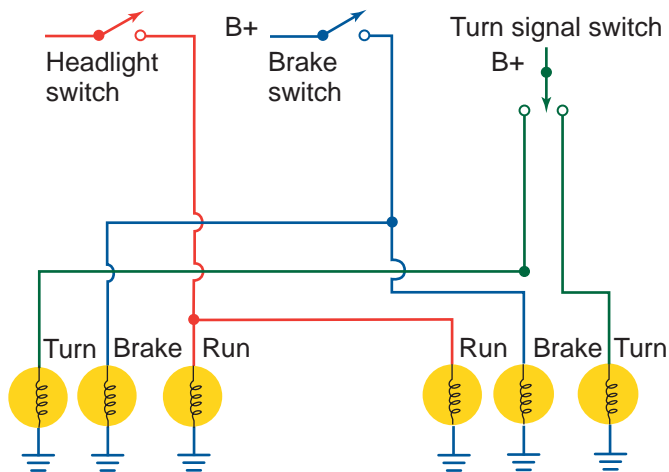 Headlight
switch
B+
Brake
switch
Turn signal switch
B+
Turn
Brake
Run
Run
Brake
Turn